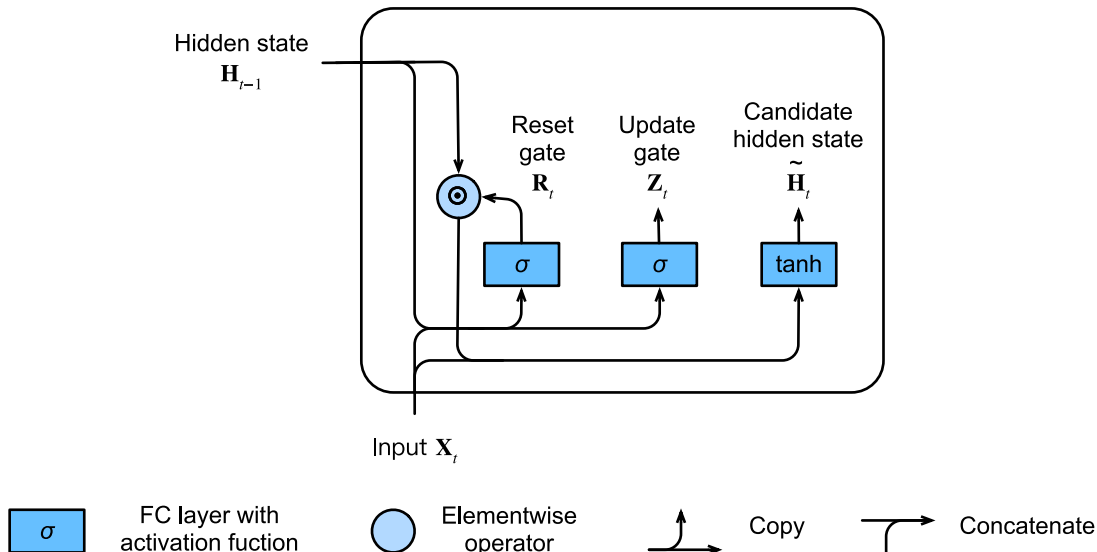 Hidden state
H_{t−1}
Reset
gate
R_t
Update
gate
Z_t
Candidate
hidden state
H̃_t
σ
σ
tanh
Input X_t
σ
FC layer with
activation fuction
Elementwise
operator
Copy
Concatenate